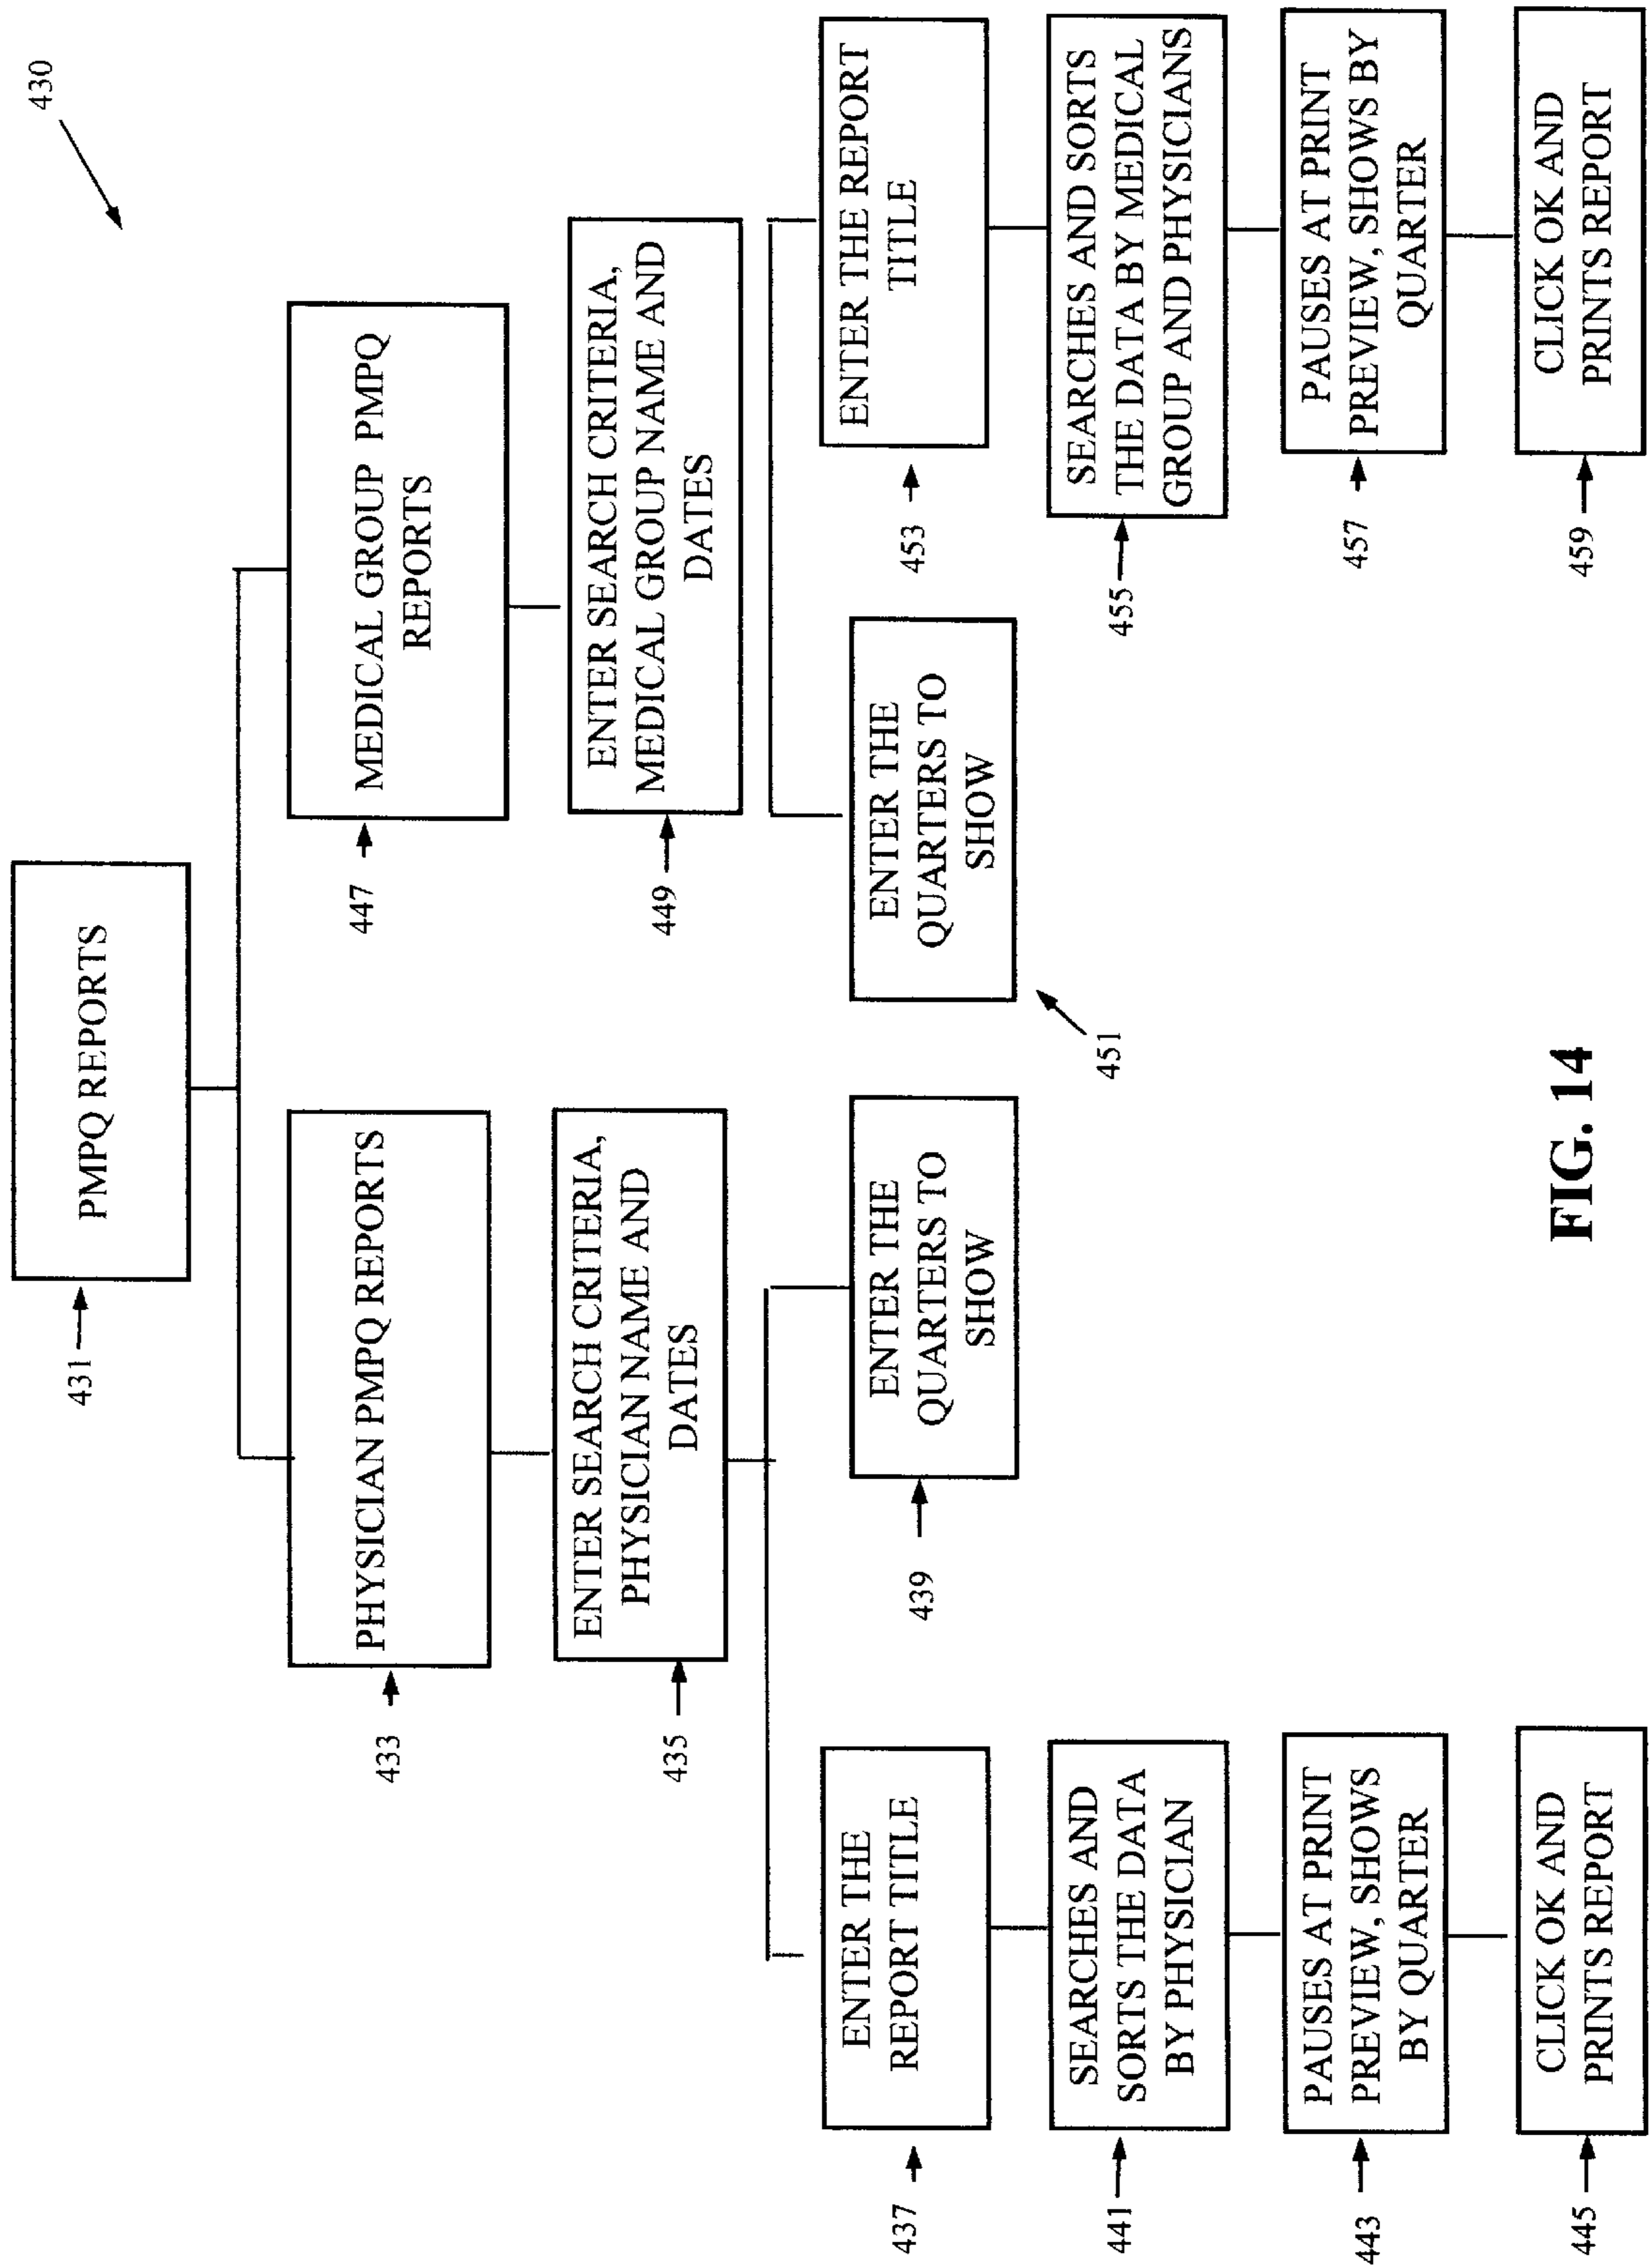 430
PMPQ REPORTS
431
PHYSICIAN PMPQ REPORTS
433
MEDICAL GROUP PMPQ
REPORTS
447
ENTER SEARCH CRITERIA,
PHYSICIAN NAME AND
DATES
435
ENTER SEARCH CRITERIA,
MEDICAL GROUP NAME AND
DATES
449
ENTER THE
REPORT TITLE
437
ENTER THE
QUARTERS TO
SHOW
439
ENTER THE
QUARTERS TO
SHOW
451
ENTER THE REPORT
TITLE
453
SEARCHES AND
SORTS THE DATA
BY PHYSICIAN
441
SEARCHES AND SORTS
THE DATA BY MEDICAL
GROUP AND PHYSICIANS
455
PAUSES AT PRINT
PREVIEW, SHOWS
BY QUARTER
443
PAUSES AT PRINT
PREVIEW, SHOWS BY
QUARTER
457
CLICK OK AND
PRINTS REPORT
445
CLICK OK AND
PRINTS REPORT
459
FIG. 14